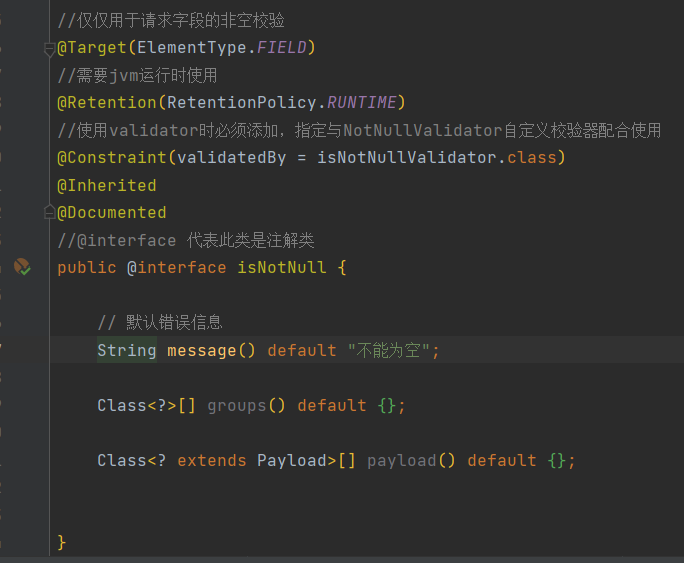 //仅仅用于请求字段的非空校验
@Target(ElementType.FIELD)
//需要jvm运行时使用
@Retention(RetentionPolicy.RUNTIME)
//使用validator时必须添加，指定与NotNullValidator自定义校验器配合使用
@Constraint(validatedBy = isNotNullValidator.class)
@Inherited
@Documented
//@interface 代表此类是注解类
public @interface isNotNull {
// 默认错误信息
String message() default "不能为空";
Class<?>[] groups() default {};
Class<? extends Payload>[] payload() default {};
}